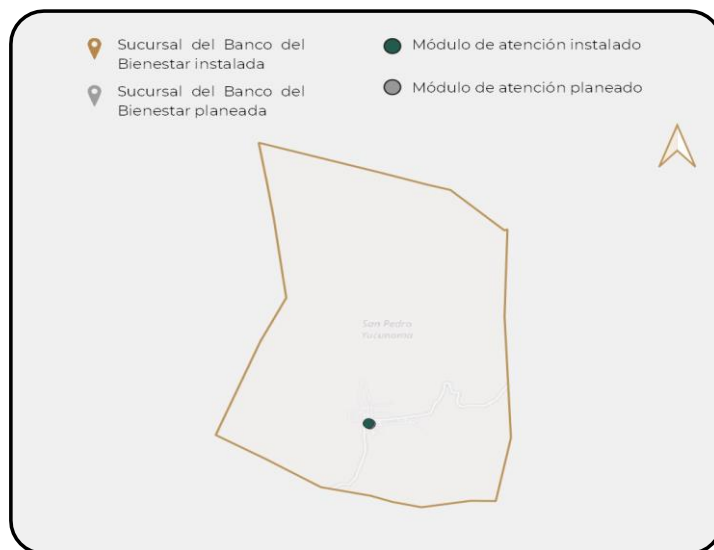 Sucursal del Banco del
Bienestar instalada
Sucursal del Banco del
Bienestar planeada
Módulo de atención instalado
Módulo de atención planeado
San Pedro
Yucunama